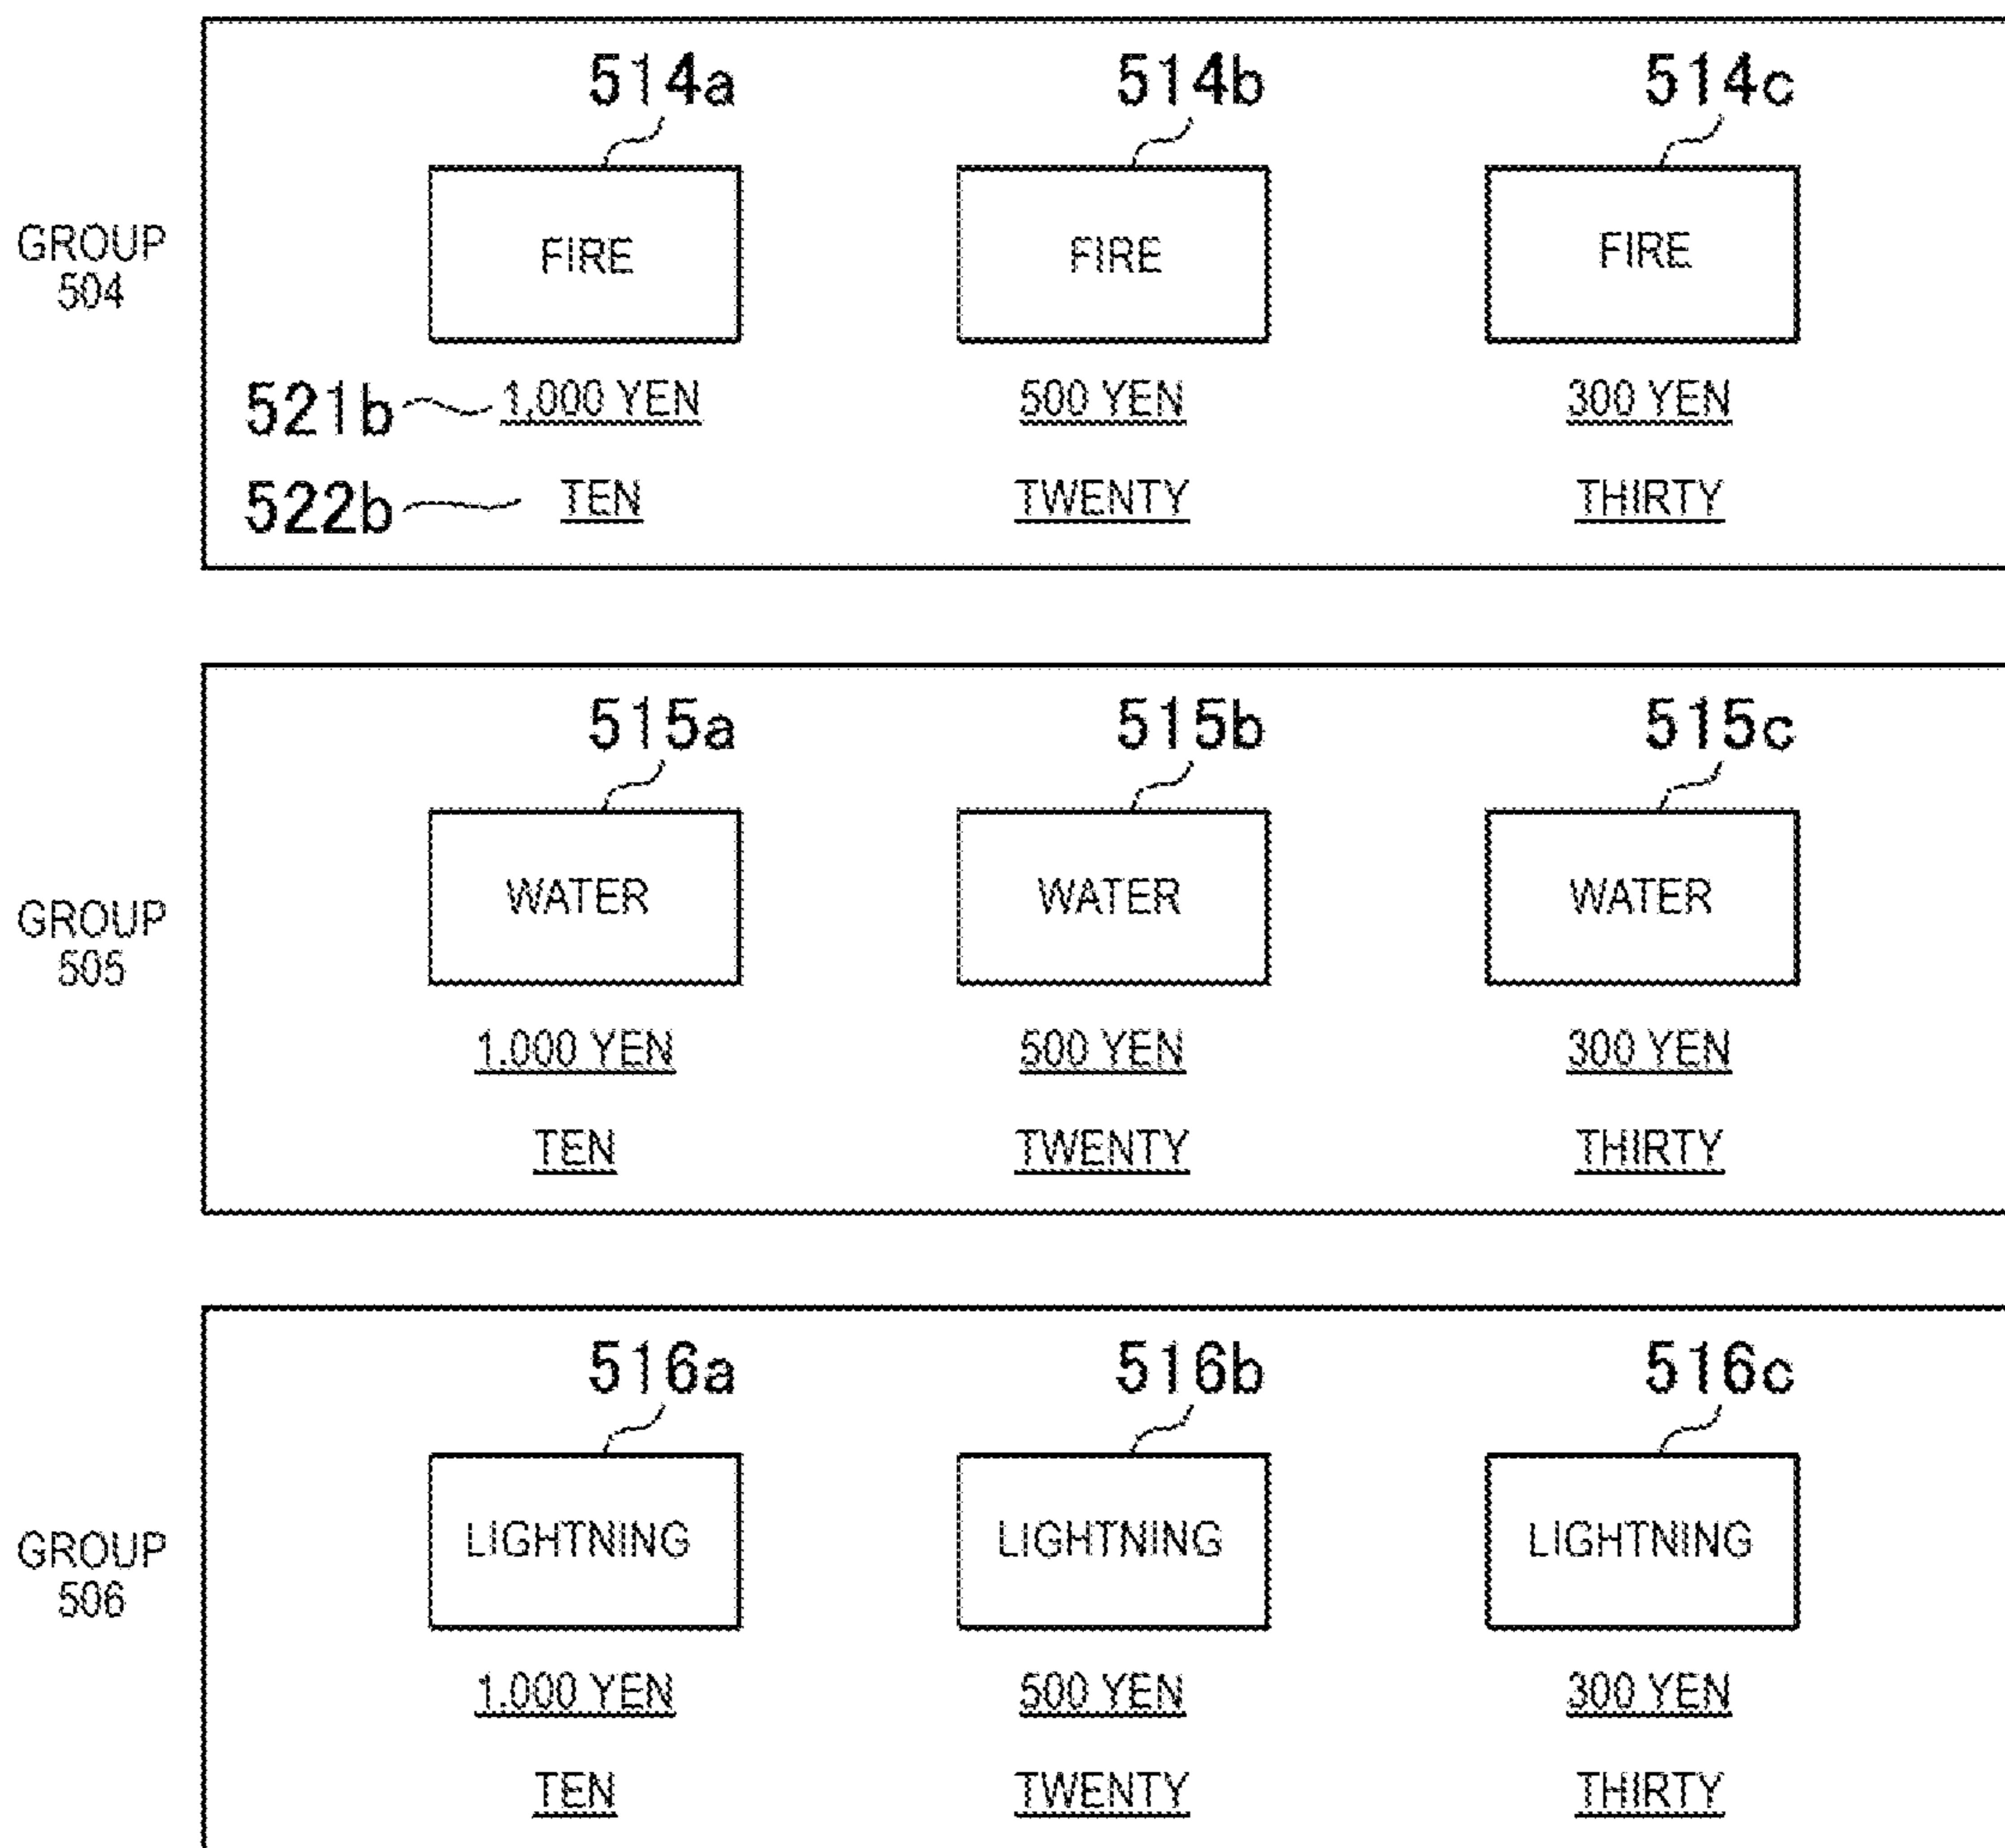 514a 514b 514c
GROUP
504
FIRE FIRE FIRE
521b 1,000 YEN 500 YEN 300 YEN
522b TEN TWENTY THIRTY
515a 515b 515c
GROUP
505
WATER WATER WATER
1.000 YEN 500 YEN 300 YEN
TEN TWENTY THIRTY
516a 516b 516c
GROUP
506
LIGHTNING LIGHTNING LIGHTNING
1.000 YEN 500 YEN 300 YEN
TEN TWENTY THIRTY